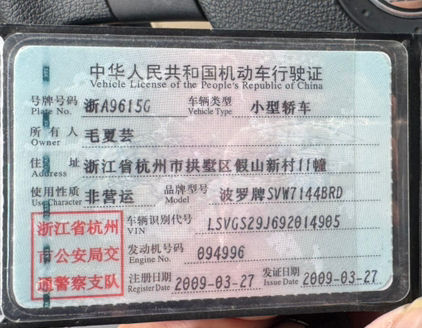 中华人民共和国机动车行驶证
Vehicle License of the People's Republic of China
号牌号码 浙A9615G 车辆类型 小型轿车
Plate No. Vehicle Type
所有人 毛夏芸
Owner
住址 浙江省杭州市拱墅区假山新村11幢
Address
使用性质 非营运 品牌型号 波罗牌SVW7144BRD
Use Character Model
浙江省杭州
市公安局交
通警察支队
车辆识别代号 LSVGS29J692014905
VIN
发动机号码 094996
Engine No.
注册日期 2009-03-27 发证日期 2009-03-27
Register Date Issue Date